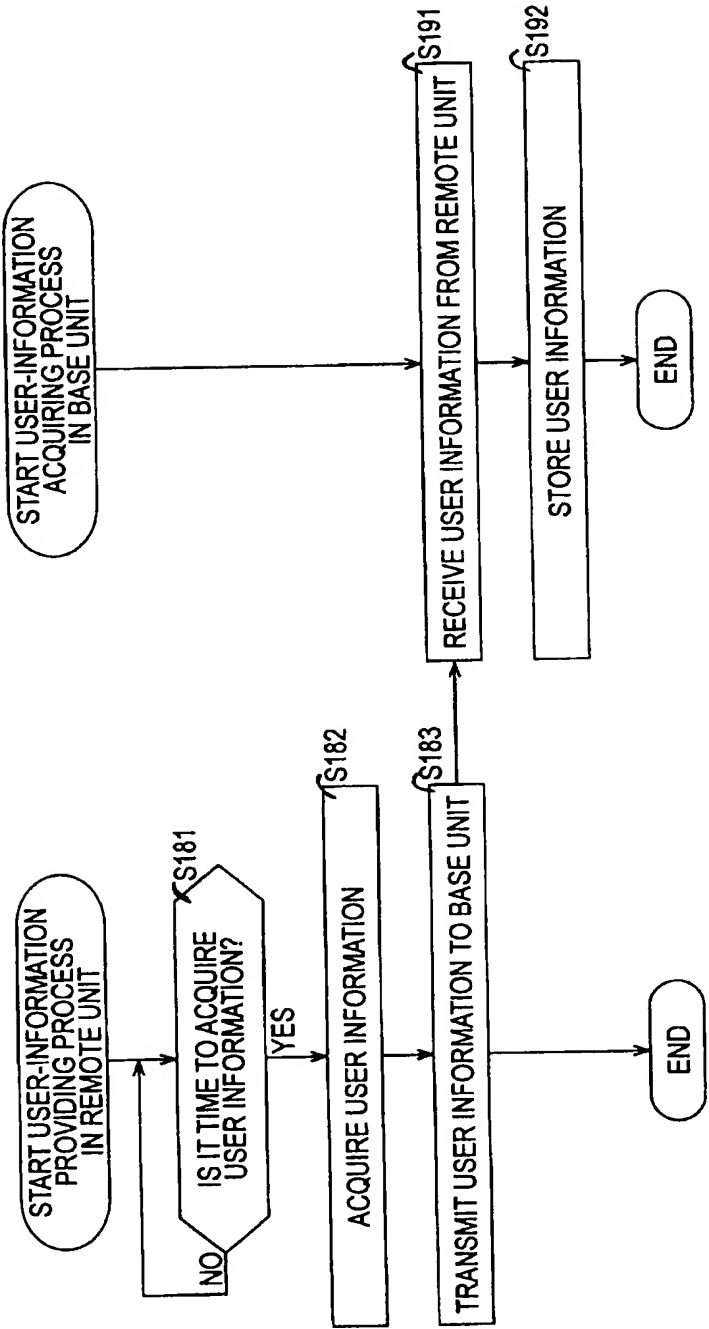 START USER-INFORMATION
PROVIDING PROCESS
IN REMOTE UNIT
NO
IS IT TIME TO ACQUIRE
USER INFORMATION?
S181
YES
ACQUIRE USER INFORMATION
S182
TRANSMIT USER INFORMATION TO BASE UNIT
S183
END
START USER-INFORMATION
ACQUIRING PROCESS
IN BASE UNIT
RECEIVE USER INFORMATION FROM REMOTE UNIT
S191
STORE USER INFORMATION
S192
END